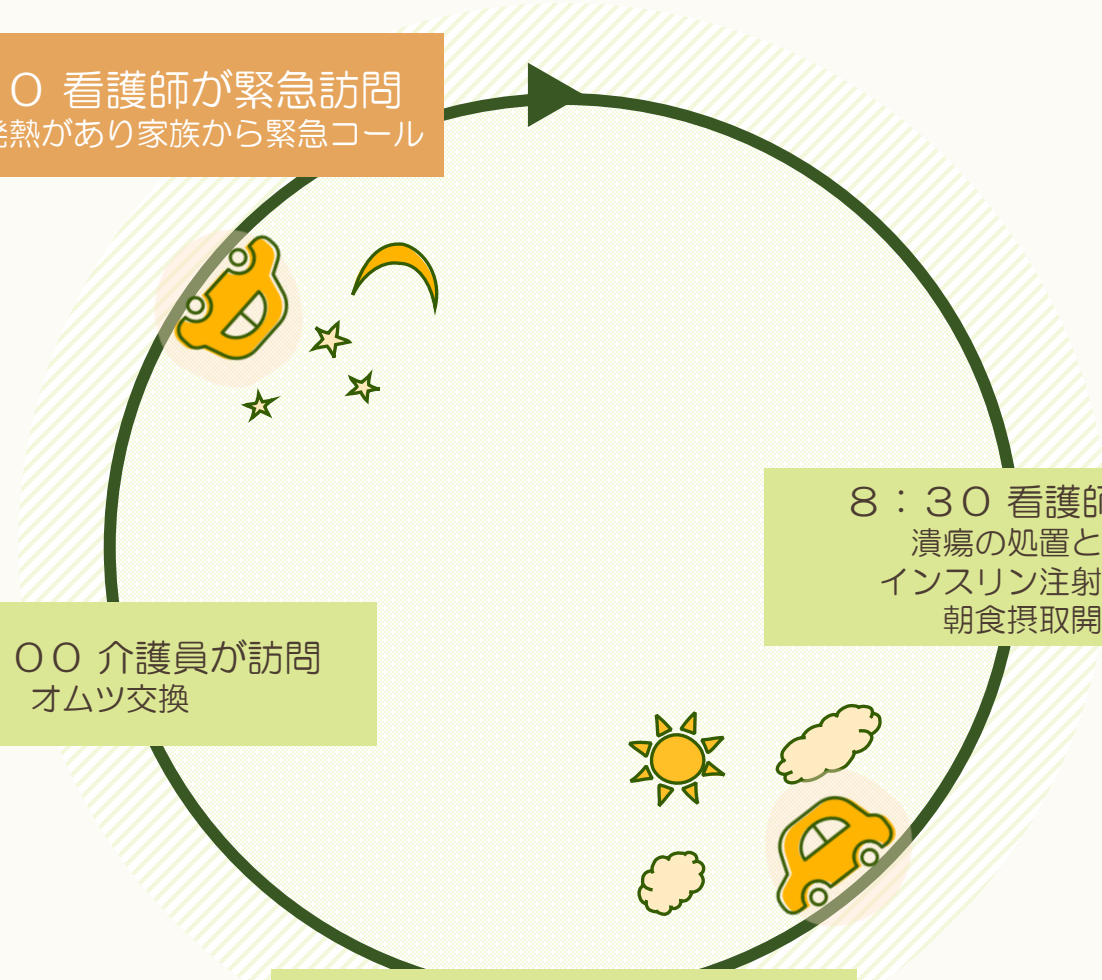 ０ 看護師が緊急訪問
発熱があり家族から緊急コール
８：３０ 看護師
潰瘍の処置と
インスリン注射
朝食摂取開
００ 介護員が訪問
オムツ交換